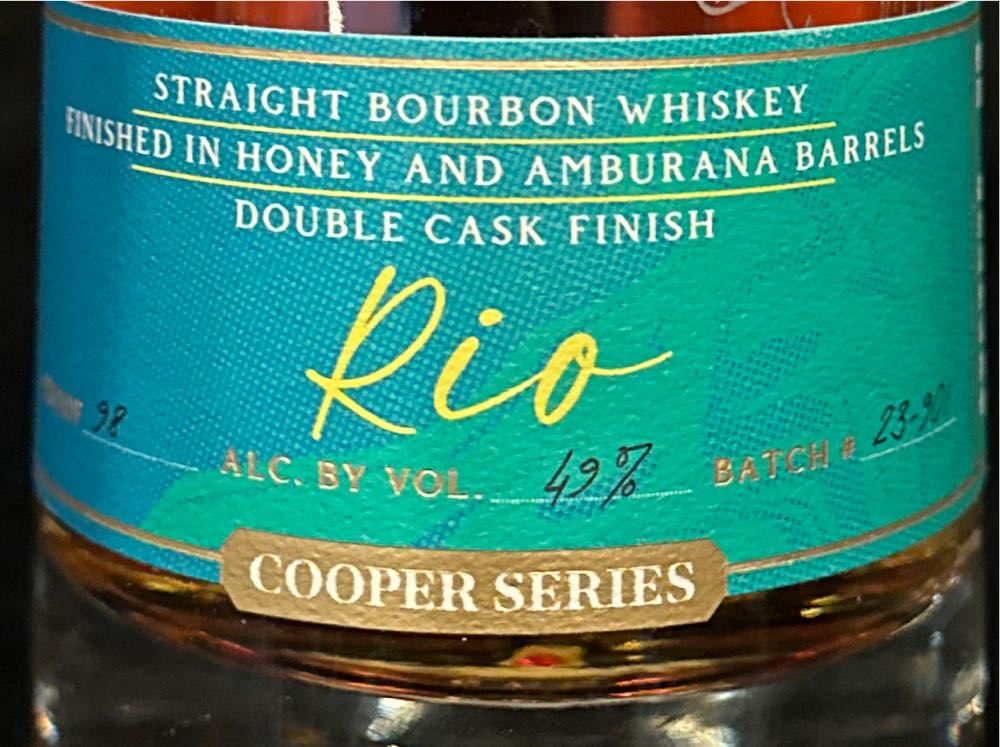 STRAIGHT BOURBON WHISKEY
FINISHED IN HONEY AND AMBURANA BARRELS
DOUBLE CASK FINISH
Rio
98
ALC. BY VOL. 49%
BATCH # 23-90
COOPER SERIES